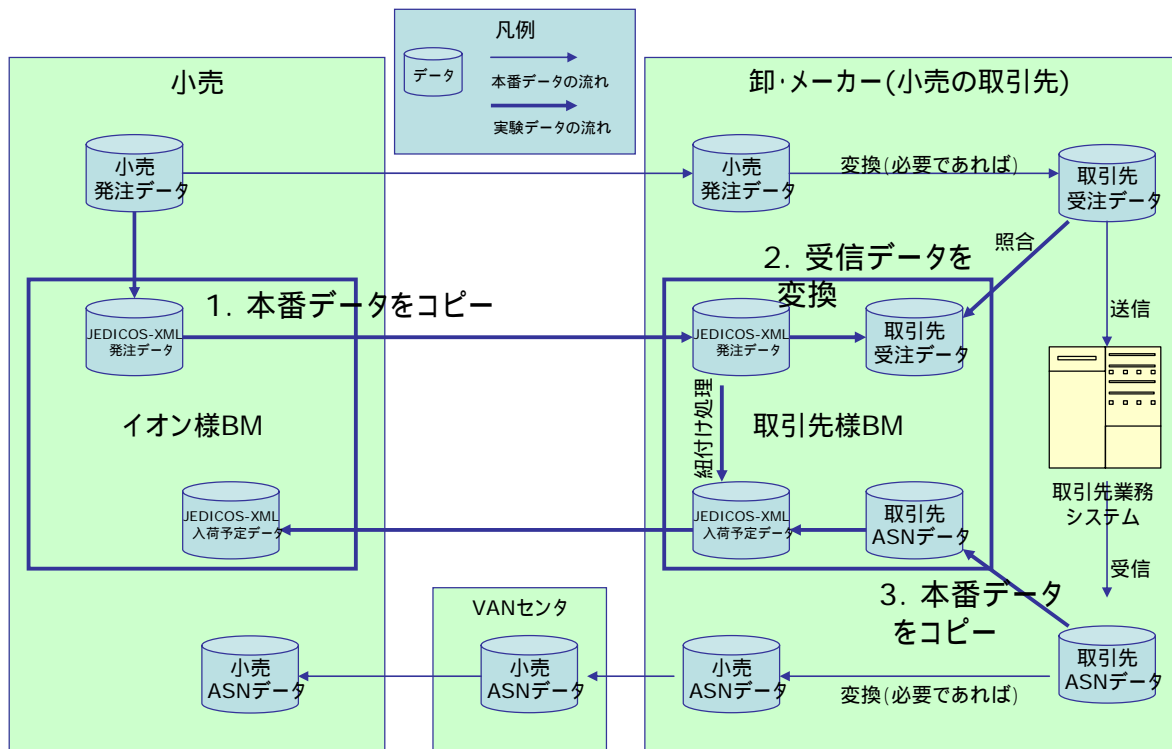 凡例
データ
本番データの流れ
実験データの流れ
小売
卸・メーカー(小売の取引先)
小売
発注データ
小売
発注データ
変換(必要であれば)
取引先
受注データ
照合
送信
1. 本番データをコピー
2. 受信データを
変換
JEDICOS-XML
発注データ
JEDICOS-XML
発注データ
取引先
受注データ
イオン様BM
紐付け処理
取引先様BM
JEDICOS-XML
入荷予定データ
JEDICOS-XML
入荷予定データ
取引先
ASNデータ
取引先業務
システム
受信
3. 本番データ
をコピー
VANセンタ
小売
ASNデータ
小売
ASNデータ
小売
ASNデータ
変換(必要であれば)
取引先
ASNデータ